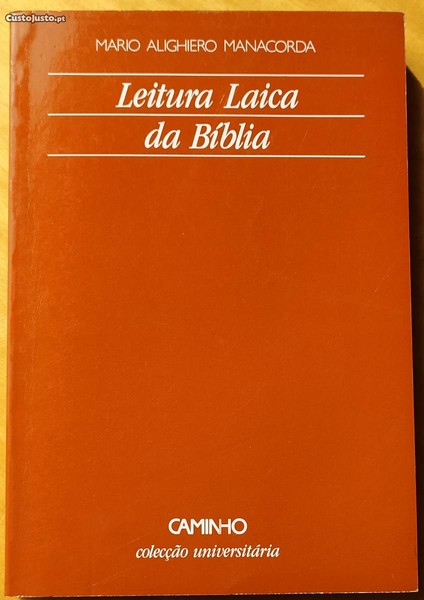 CustoJusto.pt
MARIO ALIGHIERO MANACORDA
Leitura Laica
da Bíblia
CAMINHO
colecção universitária